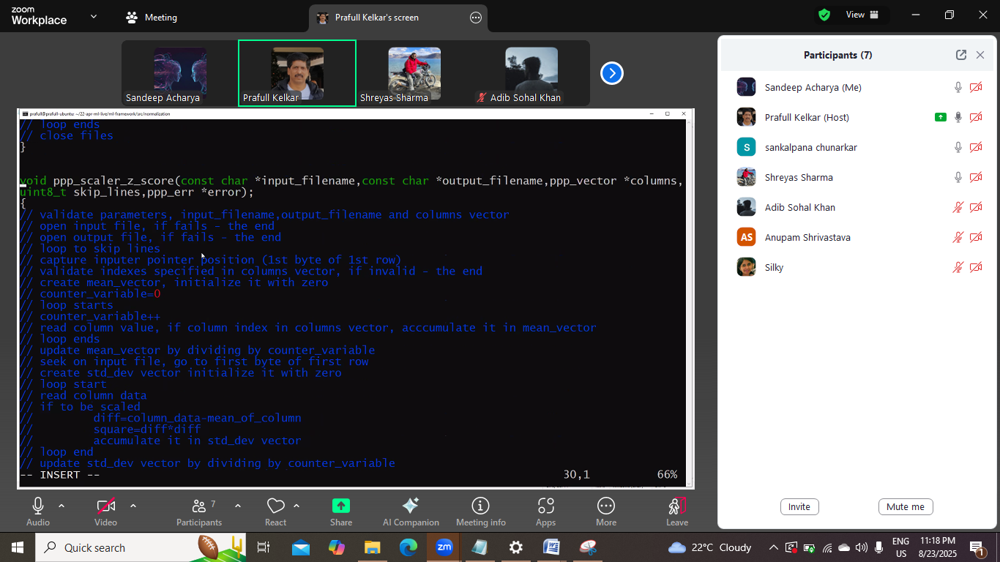 zoom
Workplace
Meeting
Prafull Kelkar's screen
View
Sandeep Acharya
Prafull Kelkar
Shreyas Sharma
Adib Sohal Khan
prafull@prafull-ubuntu: ~/22-apr-ml-live/ml-framework/src/normalization
// loop ends
// close files
}
void ppp_scaler_z_score(const char *input_filename,const char *output_filename,ppp_vector *columns,
uint8_t skip_lines,ppp_err *error);
{
// validate parameters, input_filename,output_filename and columns vector
// open input file, if fails - the end
// open output file, if fails - the end
// loop to skip lines
// capture inputer pointer position (1st byte of 1st row)
// validate indexes specified in columns vector, if invalid - the end
// create mean_vector, initialize it with zero
// counter_variable=0
// loop starts
// counter_variable++
// read column value, if column index in columns vector, acccumulate it in mean_vector
// loop ends
// update mean_vector by dividing by counter_variable
// seek on input file, go to first byte of first row
// create std_dev vector initialize it with zero
// loop start
// read column data
// if to be scaled
// diff=column_data-mean_of_column
// square=diff*diff
// accumulate it in std_dev vector
// loop end
// update std_dev vector by dividing by counter_variable
-- INSERT -- 30,1 66%
Participants (7)
Sandeep Acharya (Me)
Prafull Kelkar (Host)
S sankalpana chunarkar
Shreyas Sharma
Adib Sohal Khan
AS Anupam Shrivastava
Silky
Invite
Mute me
Audio
Video
7
Participants
React
Share
AI Companion
Meeting info
Apps
More
Leave
Quick search
zm
22°C Cloudy
ENG
US
11:18 PM
8/23/2025
1